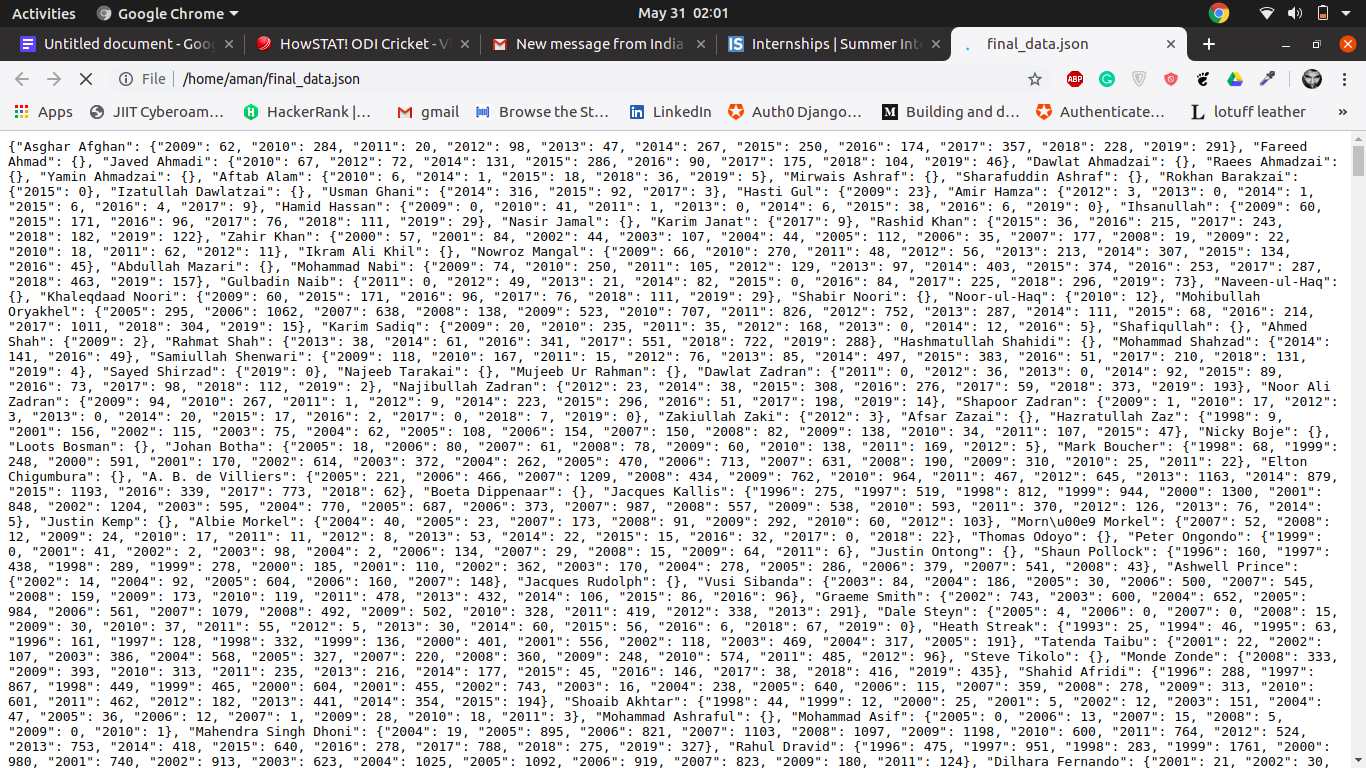 Activities Google Chrome May 31 02:01
Untitled document - Goo HowSTAT! ODI Cricket - V New message from India Internships | Summer Int final_data.json
File /home/aman/final_data.json
Apps JIIT Cyberoam... HackerRank |... gmail Browse the St... LinkedIn Auth0 Django... Building and d... Authenticate... lotuff leather »
{"Asghar Afghan": {"2009": 62, "2010": 284, "2011": 20, "2012": 98, "2013": 47, "2014": 267, "2015": 250, "2016": 174, "2017": 357, "2018": 228, "2019": 291}, "Fareed
Ahmad": {}, "Javed Ahmadi": {"2010": 67, "2012": 72, "2014": 131, "2015": 286, "2016": 90, "2017": 175, "2018": 104, "2019": 46}, "Dawlat Ahmadzai": {}, "Raees Ahmadzai":
{}, "Yamin Ahmadzai": {}, "Aftab Alam": {"2010": 6, "2014": 1, "2015": 18, "2018": 36, "2019": 5}, "Mirwais Ashraf": {}, "Sharafuddin Ashraf": {}, "Rokhan Barakzai":
{"2015": 0}, "Izatullah Dawlatzai": {}, "Usman Ghani": {"2014": 316, "2015": 92, "2017": 3}, "Hasti Gul": {"2009": 23}, "Amir Hamza": {"2012": 3, "2013": 0, "2014": 1,
"2015": 6, "2016": 4, "2017": 9}, "Hamid Hassan": {"2009": 0, "2010": 41, "2011": 1, "2013": 0, "2014": 6, "2015": 38, "2016": 6, "2019": 0}, "Ihsanullah": {"2009": 60,
"2015": 171, "2016": 96, "2017": 76, "2018": 111, "2019": 29}, "Nasir Jamal": {}, "Karim Janat": {"2017": 9}, "Rashid Khan": {"2015": 36, "2016": 215, "2017": 243,
"2018": 182, "2019": 122}, "Zahir Khan": {"2000": 57, "2001": 84, "2002": 44, "2003": 107, "2004": 44, "2005": 112, "2006": 35, "2007": 177, "2008": 19, "2009": 22,
"2010": 18, "2011": 62, "2012": 11}, "Ikram Ali Khil": {}, "Nowroz Mangal": {"2009": 66, "2010": 270, "2011": 48, "2012": 56, "2013": 213, "2014": 307, "2015": 134,
"2016": 45}, "Abdullah Mazari": {}, "Mohammad Nabi": {"2009": 74, "2010": 250, "2011": 105, "2012": 129, "2013": 97, "2014": 403, "2015": 374, "2016": 253, "2017": 287,
"2018": 463, "2019": 157}, "Gulbadin Naib": {"2011": 0, "2012": 49, "2013": 21, "2014": 82, "2015": 0, "2016": 84, "2017": 225, "2018": 296, "2019": 73}, "Naveen-ul-Haq":
{}, "Khaleqdaad Noori": {"2009": 60, "2015": 171, "2016": 96, "2017": 76, "2018": 111, "2019": 29}, "Shabir Noori": {}, "Noor-ul-Haq": {"2010": 12}, "Mohibullah
Oryakhel": {"2005": 295, "2006": 1062, "2007": 638, "2008": 138, "2009": 523, "2010": 707, "2011": 826, "2012": 752, "2013": 287, "2014": 111, "2015": 68, "2016": 214,
"2017": 1011, "2018": 304, "2019": 15}, "Karim Sadiq": {"2009": 20, "2010": 235, "2011": 35, "2012": 168, "2013": 0, "2014": 12, "2016": 5}, "Shafiqullah": {}, "Ahmed
Shah": {"2009": 2}, "Rahmat Shah": {"2013": 38, "2014": 61, "2016": 341, "2017": 551, "2018": 722, "2019": 288}, "Hashmatullah Shahidi": {}, "Mohammad Shahzad": {"2014":
141, "2016": 49}, "Samiullah Shenwari": {"2009": 118, "2010": 167, "2011": 15, "2012": 76, "2013": 85, "2014": 497, "2015": 383, "2016": 51, "2017": 210, "2018": 131,
"2019": 4}, "Sayed Shirzad": {"2019": 0}, "Najeeb Tarakai": {}, "Mujeeb Ur Rahman": {}, "Dawlat Zadran": {"2011": 0, "2012": 36, "2013": 0, "2014": 92, "2015": 89,
"2016": 73, "2017": 98, "2018": 112, "2019": 2}, "Najibullah Zadran": {"2012": 23, "2014": 38, "2015": 308, "2016": 276, "2017": 59, "2018": 373, "2019": 193}, "Noor Ali
Zadran": {"2009": 94, "2010": 267, "2011": 1, "2012": 9, "2014": 223, "2015": 296, "2016": 51, "2017": 198, "2019": 14}, "Shapoor Zadran": {"2009": 1, "2010": 17, "2012":
3, "2013": 0, "2014": 20, "2015": 17, "2016": 2, "2017": 0, "2018": 7, "2019": 0}, "Zakiullah Zaki": {"2012": 3}, "Afsar Zazai": {}, "Hazratullah Zaz": {"1998": 9,
"2001": 156, "2002": 115, "2003": 75, "2004": 62, "2005": 108, "2006": 154, "2007": 150, "2008": 82, "2009": 138, "2010": 34, "2011": 107, "2015": 47}, "Nicky Boje": {},
"Loots Bosman": {}, "Johan Botha": {"2005": 18, "2006": 80, "2007": 61, "2008": 78, "2009": 60, "2010": 138, "2011": 169, "2012": 5}, "Mark Boucher": {"1998": 68, "1999":
248, "2000": 591, "2001": 170, "2002": 614, "2003": 372, "2004": 262, "2005": 470, "2006": 713, "2007": 631, "2008": 190, "2009": 310, "2010": 25, "2011": 22}, "Elton
Chigumbura": {}, "A. B. de Villiers": {"2005": 221, "2006": 466, "2007": 1209, "2008": 434, "2009": 762, "2010": 964, "2011": 467, "2012": 645, "2013": 1163, "2014": 879,
"2015": 1193, "2016": 339, "2017": 773, "2018": 62}, "Boeta Dippenaar": {}, "Jacques Kallis": {"1996": 275, "1997": 519, "1998": 812, "1999": 944, "2000": 1300, "2001":
848, "2002": 1204, "2003": 595, "2004": 770, "2005": 687, "2006": 373, "2007": 987, "2008": 557, "2009": 538, "2010": 593, "2011": 370, "2012": 126, "2013": 76, "2014":
5}, "Justin Kemp": {}, "Albie Morkel": {"2004": 40, "2005": 23, "2007": 173, "2008": 91, "2009": 292, "2010": 60, "2012": 103}, "Morn\u00e9 Morkel": {"2007": 52, "2008":
12, "2009": 24, "2010": 17, "2011": 11, "2012": 8, "2013": 53, "2014": 22, "2015": 15, "2016": 32, "2017": 0, "2018": 22}, "Thomas Odoyo": {}, "Peter Ongondo": {"1999":
0, "2001": 41, "2002": 2, "2003": 98, "2004": 2, "2006": 134, "2007": 29, "2008": 15, "2009": 64, "2011": 6}, "Justin Ontong": {}, "Shaun Pollock": {"1996": 160, "1997":
438, "1998": 289, "1999": 278, "2000": 185, "2001": 110, "2002": 362, "2003": 170, "2004": 278, "2005": 286, "2006": 379, "2007": 541, "2008": 43}, "Ashwell Prince":
{"2002": 14, "2004": 92, "2005": 604, "2006": 160, "2007": 148}, "Jacques Rudolph": {}, "Vusi Sibanda": {"2003": 84, "2004": 186, "2005": 30, "2006": 500, "2007": 545,
"2008": 159, "2009": 173, "2010": 119, "2011": 478, "2013": 432, "2014": 106, "2015": 86, "2016": 96}, "Graeme Smith": {"2002": 743, "2003": 600, "2004": 652, "2005":
984, "2006": 561, "2007": 1079, "2008": 492, "2009": 502, "2010": 328, "2011": 419, "2012": 338, "2013": 291}, "Dale Steyn": {"2005": 4, "2006": 0, "2007": 0, "2008": 15,
"2009": 30, "2010": 37, "2011": 55, "2012": 5, "2013": 30, "2014": 60, "2015": 56, "2016": 6, "2018": 67, "2019": 0}, "Heath Streak": {"1993": 25, "1994": 46, "1995": 63,
"1996": 161, "1997": 128, "1998": 332, "1999": 136, "2000": 401, "2001": 556, "2002": 118, "2003": 469, "2004": 317, "2005": 191}, "Tatenda Taibu": {"2001": 22, "2002":
107, "2003": 386, "2004": 568, "2005": 327, "2007": 220, "2008": 360, "2009": 248, "2010": 574, "2011": 485, "2012": 96}, "Steve Tikolo": {}, "Monde Zonde": {"2008": 333,
"2009": 393, "2010": 313, "2011": 235, "2013": 216, "2014": 177, "2015": 45, "2016": 146, "2017": 38, "2018": 416, "2019": 435}, "Shahid Afridi": {"1996": 288, "1997":
867, "1998": 449, "1999": 465, "2000": 604, "2001": 455, "2002": 743, "2003": 16, "2004": 238, "2005": 640, "2006": 115, "2007": 359, "2008": 278, "2009": 313, "2010":
601, "2011": 462, "2012": 182, "2013": 441, "2014": 354, "2015": 194}, "Shoaib Akhtar": {"1998": 44, "1999": 12, "2000": 25, "2001": 5, "2002": 12, "2003": 151, "2004":
47, "2005": 36, "2006": 12, "2007": 1, "2009": 28, "2010": 18, "2011": 3}, "Mohammad Ashraful": {}, "Mohammad Asif": {"2005": 0, "2006": 13, "2007": 15, "2008": 5,
"2009": 0, "2010": 1}, "Mahendra Singh Dhoni": {"2004": 19, "2005": 895, "2006": 821, "2007": 1103, "2008": 1097, "2009": 1198, "2010": 600, "2011": 764, "2012": 524,
"2013": 753, "2014": 418, "2015": 640, "2016": 278, "2017": 788, "2018": 275, "2019": 327}, "Rahul Dravid": {"1996": 475, "1997": 951, "1998": 283, "1999": 1761, "2000":
980, "2001": 740, "2002": 913, "2003": 623, "2004": 1025, "2005": 1092, "2006": 919, "2007": 823, "2009": 180, "2011": 124}, "Dilhara Fernando": {"2001": 21, "2002": 30,